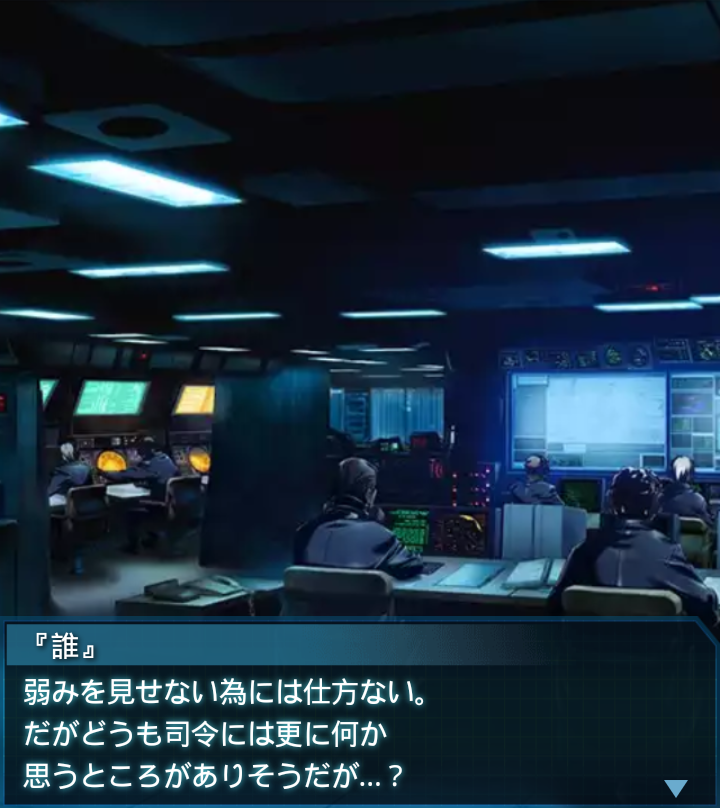 『誰』
弱みを見せない為には仕方ない。
だがどうも司令には更に何か
思うところがありそうだが…？